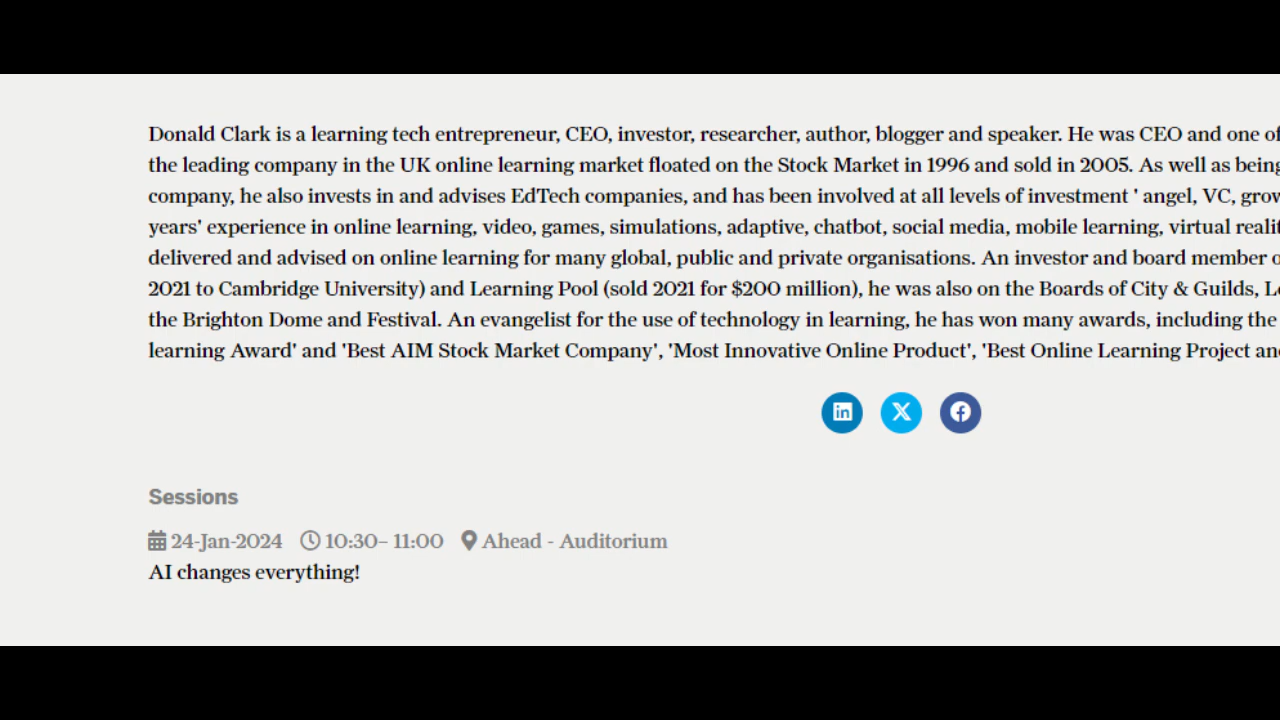 Donald Clark is a learning tech entrepreneur, CEO, investor, researcher, author, blogger and speaker. He was CEO and one of
the leading company in the UK online learning market floated on the Stock Market in 1996 and sold in 2005. As well as being
company, he also invests in and advises EdTech companies, and has been involved at all levels of investment ' angel, VC,
years' experience in online learning, video, games, simulations, adaptive, chatbot, social media, mobile learning, virtual
delivered and advised on online learning for many global, public and private organisations. An investor and board member
2021 to Cambridge University) and Learning Pool (sold 2021 for $200 million), he was also on the Boards of City & Guilds,
the Brighton Dome and Festival. An evangelist for the use of technology in learning, he has won many awards, including the
learning Award' and 'Best AIM Stock Market Company', 'Most Innovative Online Product', 'Best Online Learning Project
Sessions
24-Jan-2024 10:30– 11:00 Ahead - Auditorium
AI changes everything!